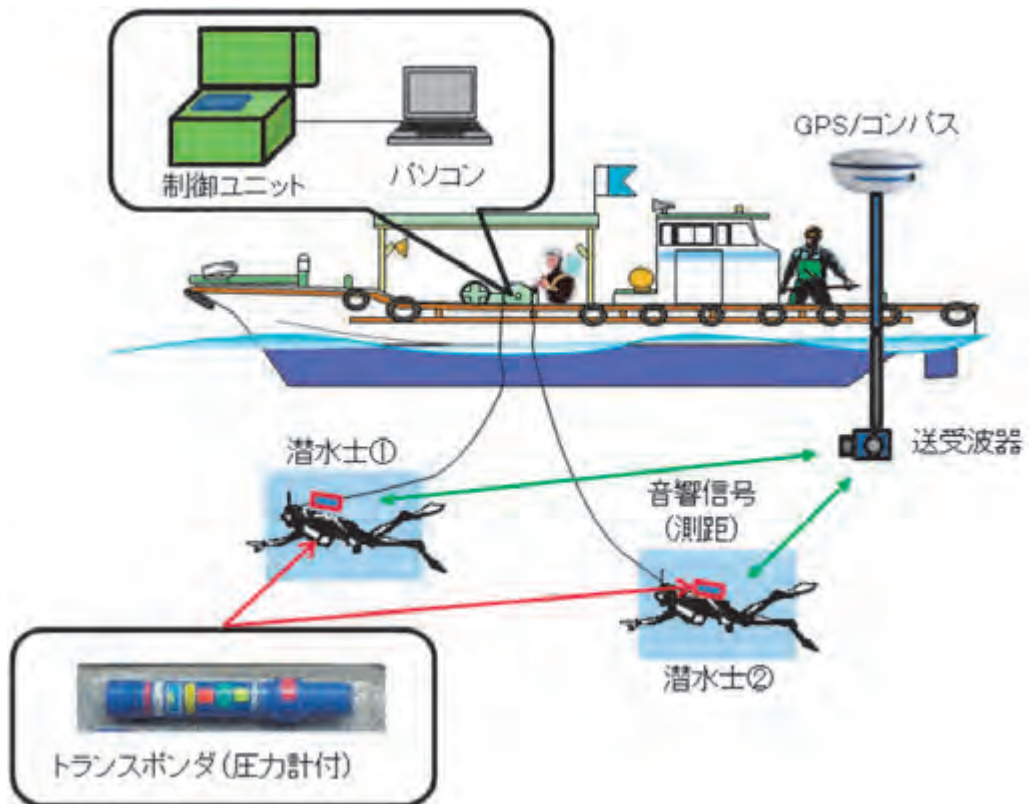 制御ユニット
パソコン
GPS/コンパス
送受波器
潜水士①
音響信号
(測距)
潜水士②
トランスポンダ(圧力計付)